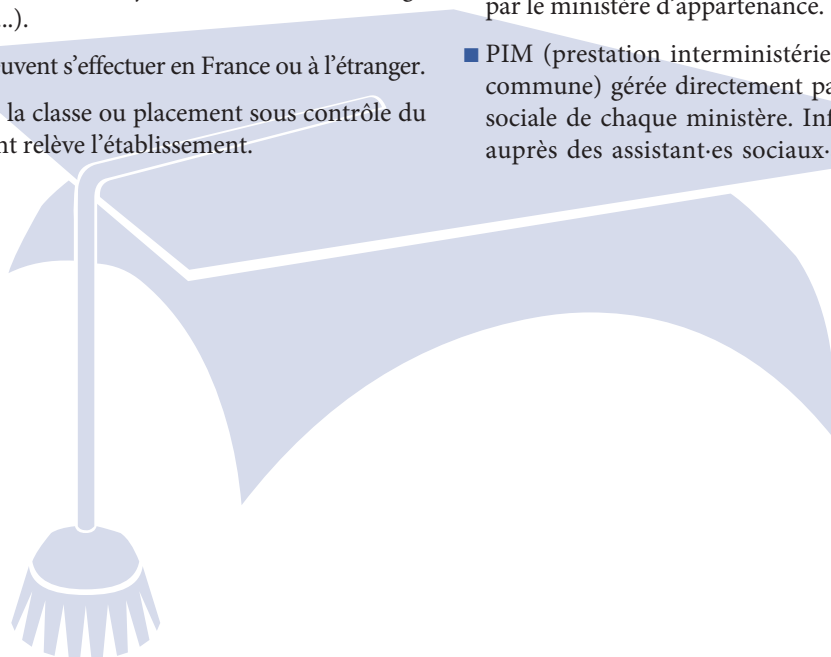 ...).
uvent s'effectuer en France ou à l'étranger.
la classe ou placement sous contrôle du
nt relève l'établissement.
par le ministère d'appartenance.
■ PIM (prestation interministérie
commune) gérée directement pa
sociale de chaque ministère. Inf
auprès des assistant·es sociaux·